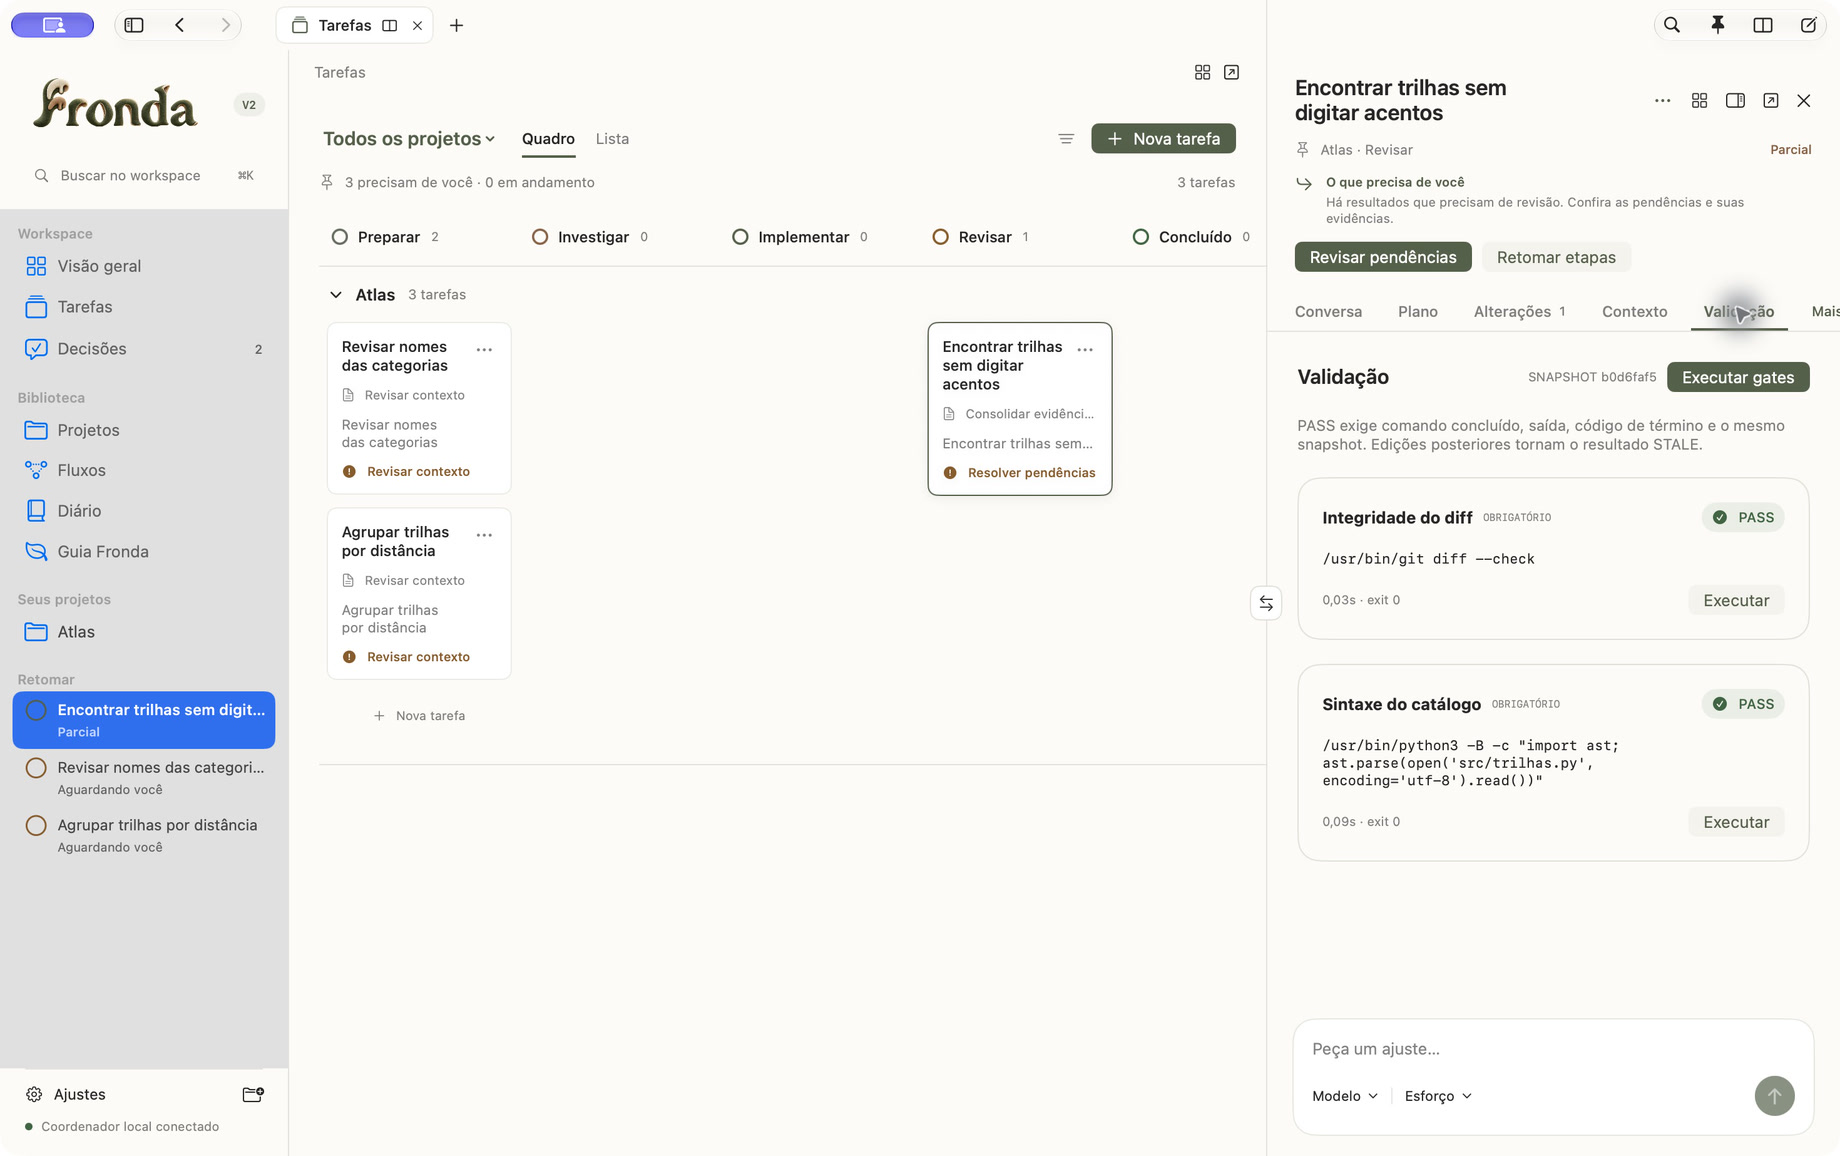 Tarefas
Fronda
V2
Buscar no workspace
⌘K
Workspace
Visão geral
Tarefas
Decisões
2
Biblioteca
Projetos
Fluxos
Diário
Guia Fronda
Seus projetos
Atlas
Retomar
Encontrar trilhas sem digit...
Parcial
Revisar nomes das categori...
Aguardando você
Agrupar trilhas por distância
Aguardando você
Ajustes
Coordenador local conectado
Tarefas
Todos os projetos
Quadro
Lista
+ Nova tarefa
3 precisam de você · 0 em andamento
3 tarefas
Preparar 2
Investigar 0
Implementar 0
Revisar 1
Concluído 0
Atlas 3 tarefas
Revisar nomes
das categorias
Revisar contexto
Revisar nomes
das categorias
Revisar contexto
Agrupar trilhas
por distância
Revisar contexto
Agrupar trilhas
por distância
Revisar contexto
+ Nova tarefa
Encontrar trilhas
sem digitar
acentos
Consolidar evidênci...
Encontrar trilhas sem...
Resolver pendências
Encontrar trilhas sem
digitar acentos
Atlas · Revisar
Parcial
O que precisa de você
Há resultados que precisam de revisão. Confira as pendências e suas
evidências.
Revisar pendências
Retomar etapas
Conversa
Plano
Alterações 1
Contexto
Validação
Mais
Validação
SNAPSHOT b0d6faf5
Executar gates
PASS exige comando concluído, saída, código de término e o mesmo
snapshot. Edições posteriores tornam o resultado STALE.
Integridade do diff OBRIGATÓRIO
PASS
/usr/bin/git diff --check
0,03s · exit 0
Executar
Sintaxe do catálogo OBRIGATÓRIO
PASS
/usr/bin/python3 -B -c "import ast;
ast.parse(open('src/trilhas.py',
encoding='utf-8').read())"
0,09s · exit 0
Executar
Peça um ajuste...
Modelo
Esforço